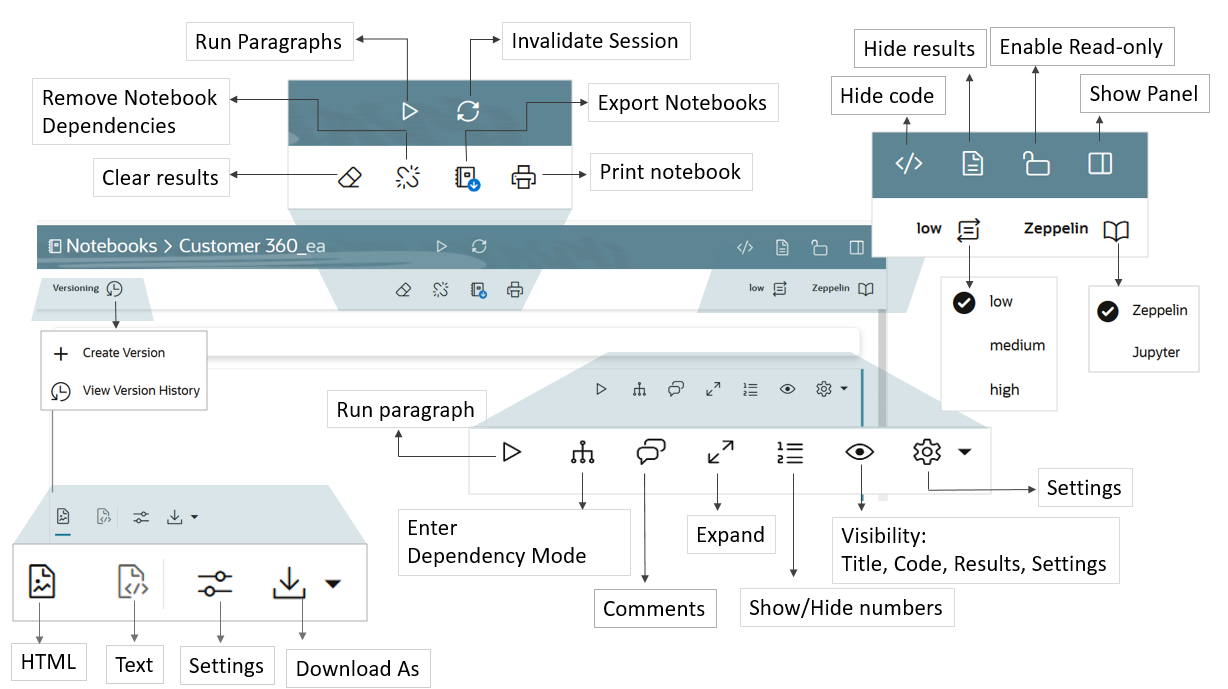 Run Paragraphs
Invalidate Session
Remove Notebook
Dependencies
Export Notebooks
Clear results
Print notebook
Hide results
Enable Read-only
Hide code
Show Panel
low
Zeppelin
Notebooks > Customer 360_ea
Versioning
low
Zeppelin
low
medium
high
Zeppelin
Jupyter
Create Version
View Version History
Run paragraph
1
2
Settings
Enter
Dependency Mode
Expand
Visibility:
Title, Code, Results, Settings
Comments
Show/Hide numbers
HTML
Text
Settings
Download As